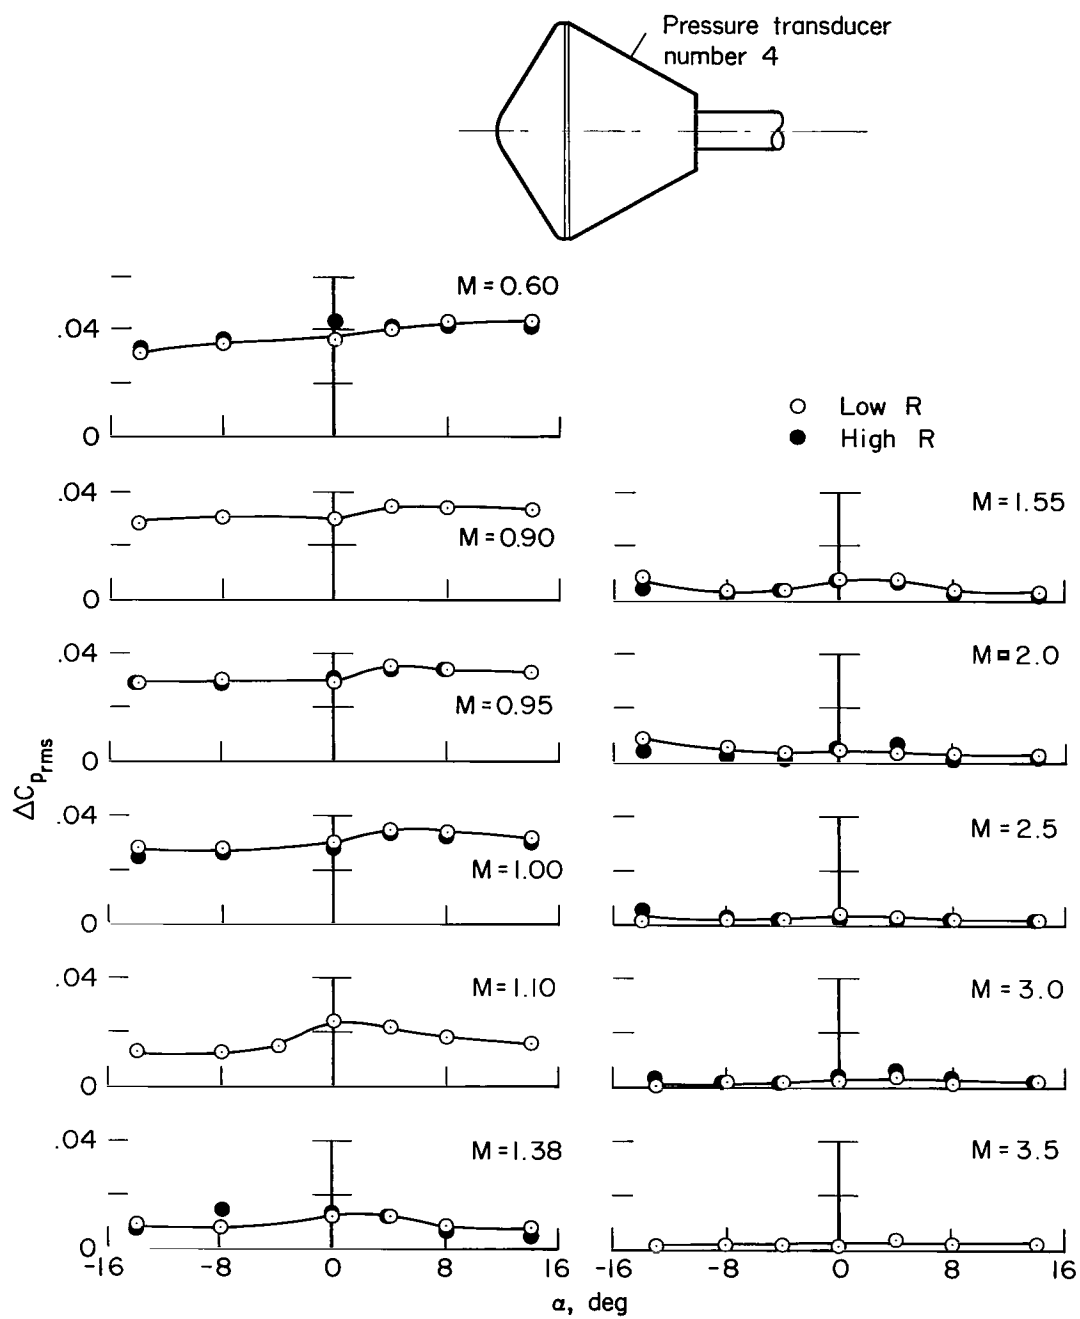 Pressure transducer
number 4
M = 0.60
.04
0
Low R
High R
.04
M = 0.90
0
M = 1.55
.04
M = 0.95
0
M = 2.0
ΔCprms
.04
M = 1.00
0
M = 2.5
.04
M = 1.10
0
M = 3.0
.04
M = 1.38
0
M = 3.5
-16 -8 0 8 16
-16 -8 0 8 16
α, deg